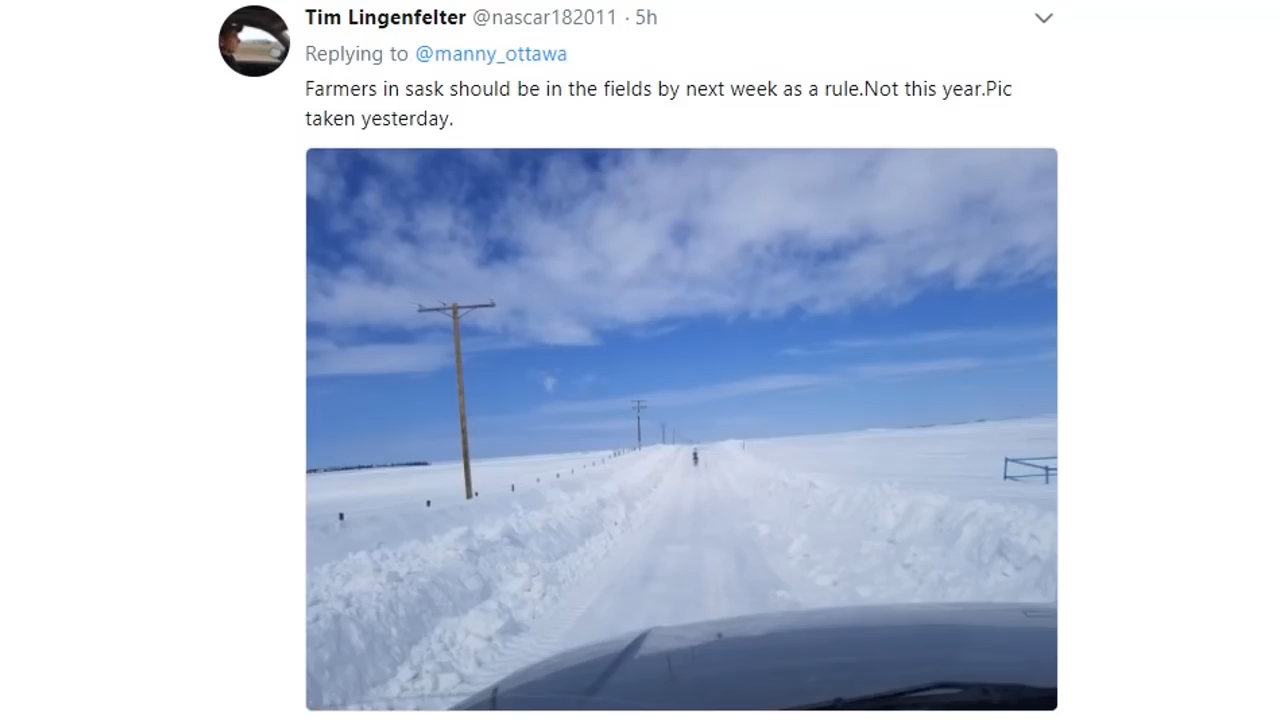 Tim Lingenfelter @nascar182011 · 5h
Replying to @manny_ottawa
Farmers in sask should be in the fields by next week as a rule.Not this year.Pic
taken yesterday.